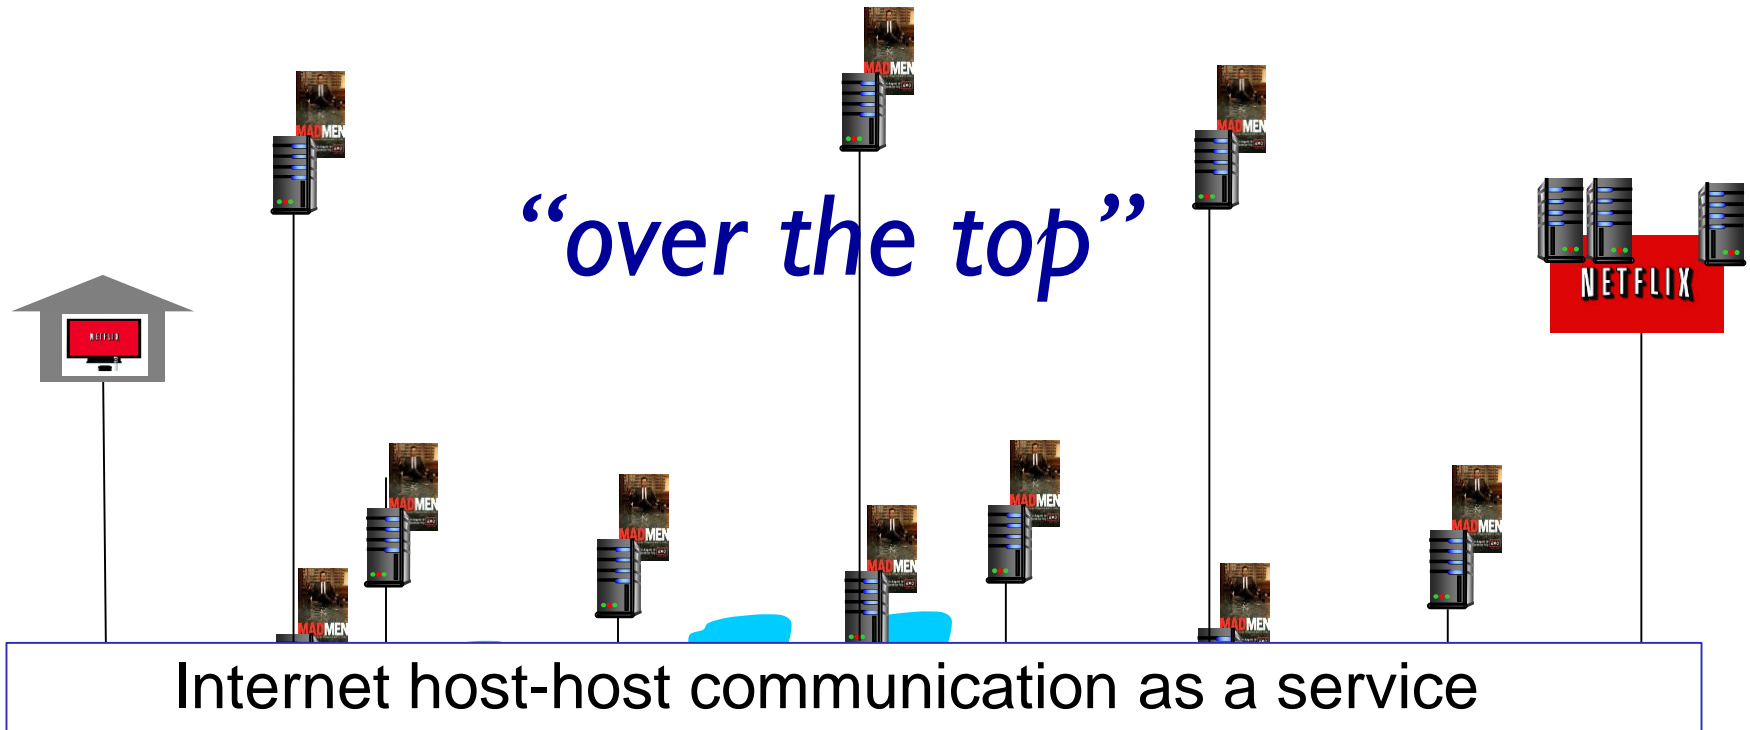 MADMEN
MADMEN
MADMEN
“over the top”
NETFLIX
NETFLIX
MADMEN
MADMEN
MADMEN
MADMEN
MADMEN
MADMEN
MADMEN
Internet host-host communication as a service